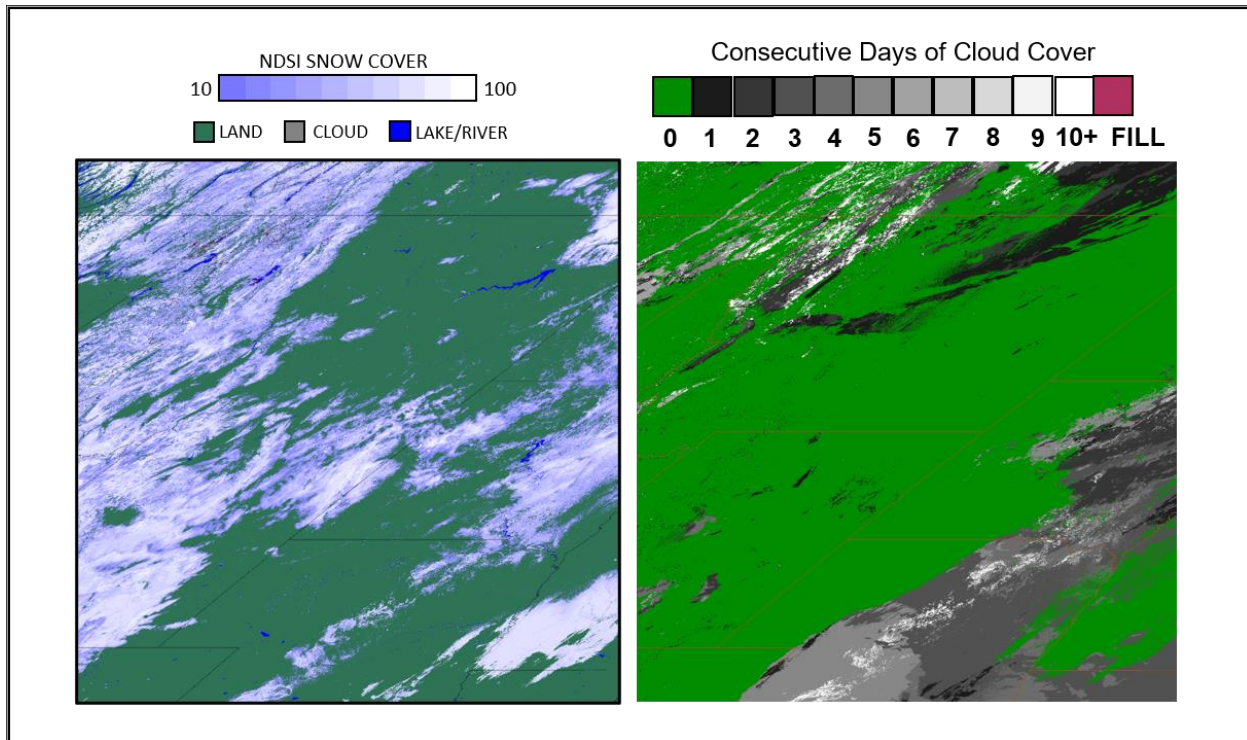 NDSI SNOW COVER
10 100
LAND CLOUD LAKE/RIVER
Consecutive Days of Cloud Cover
0 1 2 3 4 5 6 7 8 9 10+ FILL